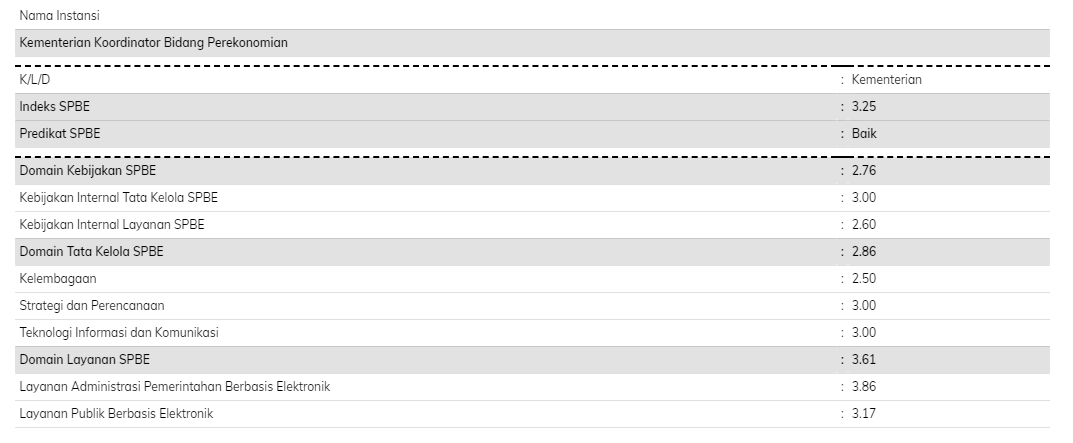 Nama Instansi
Kementerian Koordinator Bidang Perekonomian
K/L/D : Kementerian
Indeks SPBE : 3.25
Predikat SPBE : Baik
Domain Kebijakan SPBE : 2.76
Kebijakan Internal Tata Kelola SPBE : 3.00
Kebijakan Internal Layanan SPBE : 2.60
Domain Tata Kelola SPBE : 2.86
Kelembagaan : 2.50
Strategi dan Perencanaan : 3.00
Teknologi Informasi dan Komunikasi : 3.00
Domain Layanan SPBE : 3.61
Layanan Administrasi Pemerintahan Berbasis Elektronik : 3.86
Layanan Publik Berbasis Elektronik : 3.17